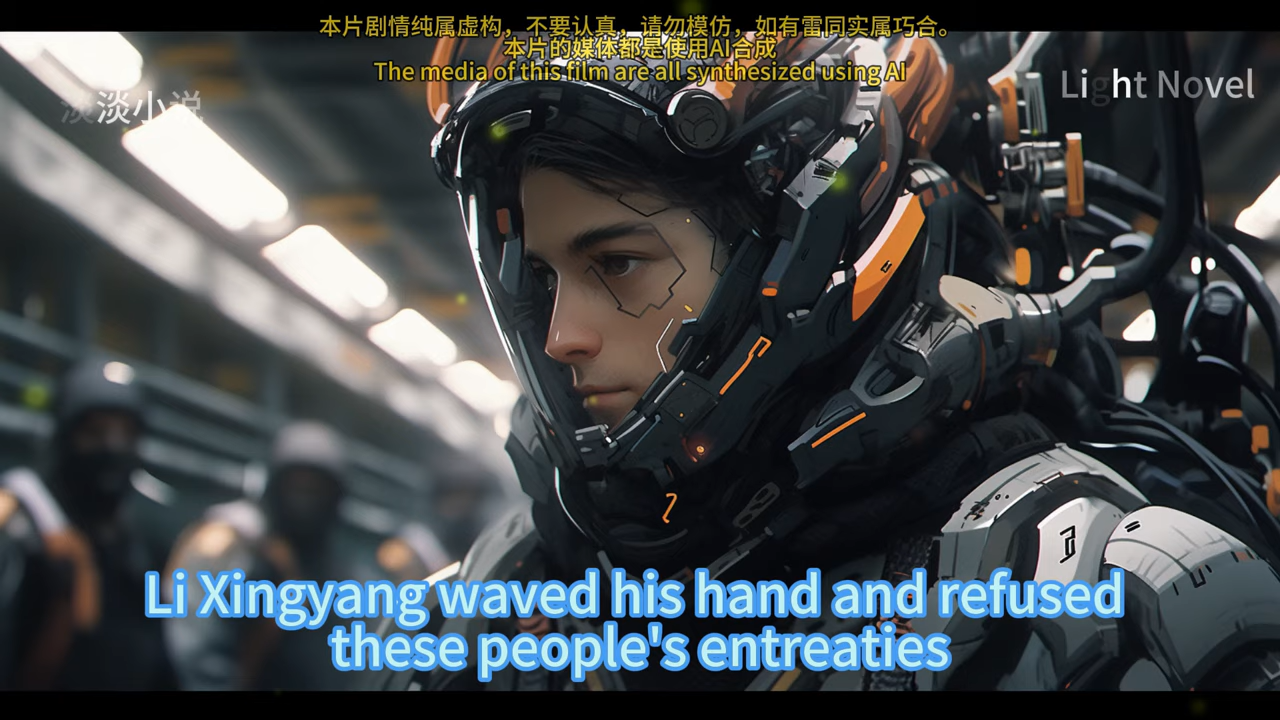 本片剧情纯属虚构，不要认真，请勿模仿，如有雷同实属巧合。
本片的媒体都是使用AI合成
The media of this film are all synthesized using AI
淡淡小说
Light Novel
Li Xingyang waved his hand and refused
these people's entreaties